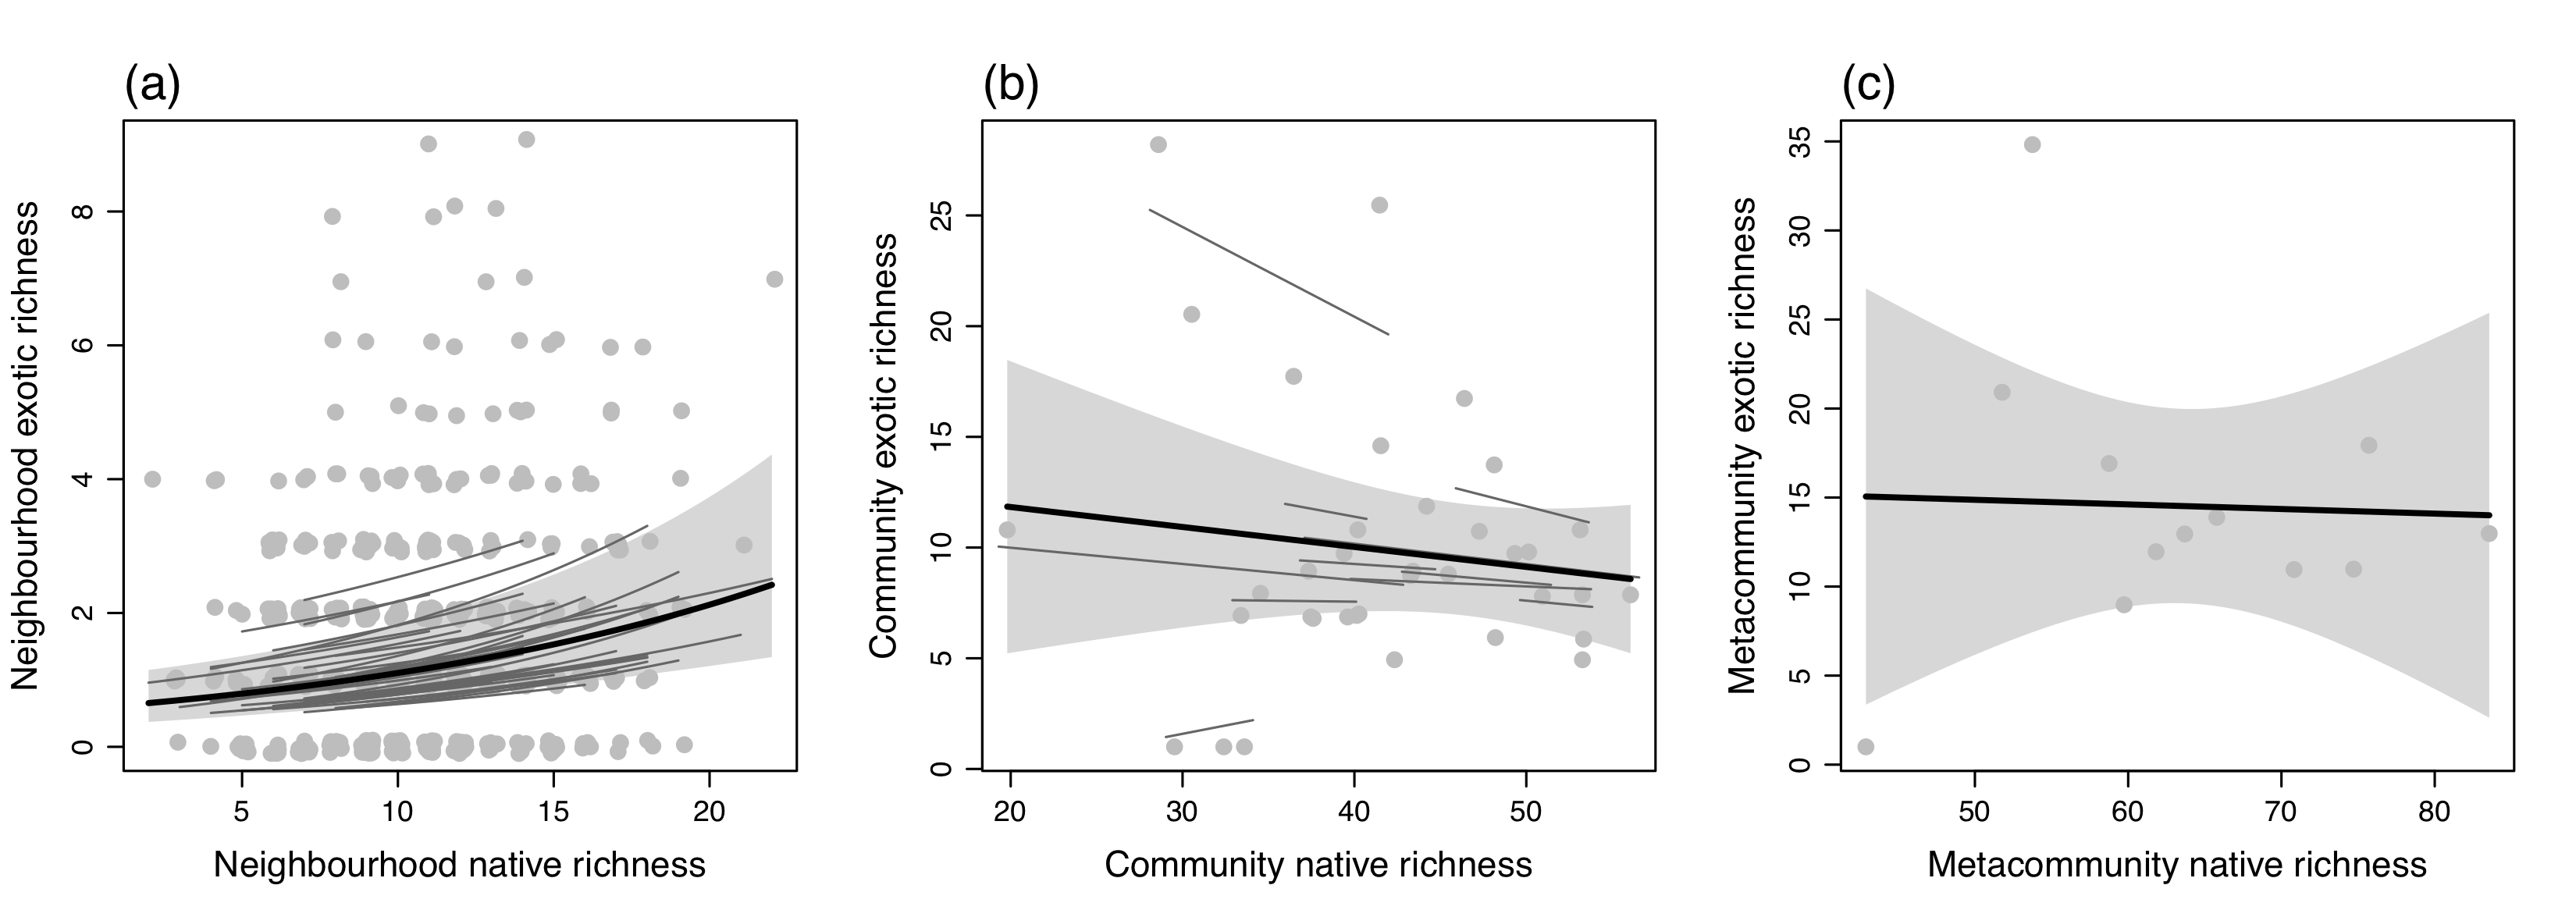 (a)
Neighbourhood exotic richness
0 2 4 6 8
5 10 15 20
Neighbourhood native richness
(b)
Community exotic richness
0 5 10 15 20 25
20 30 40 50
Community native richness
(c)
Metacommunity exotic richness
0 5 10 15 20 25 30 35
50 60 70 80
Metacommunity native richness